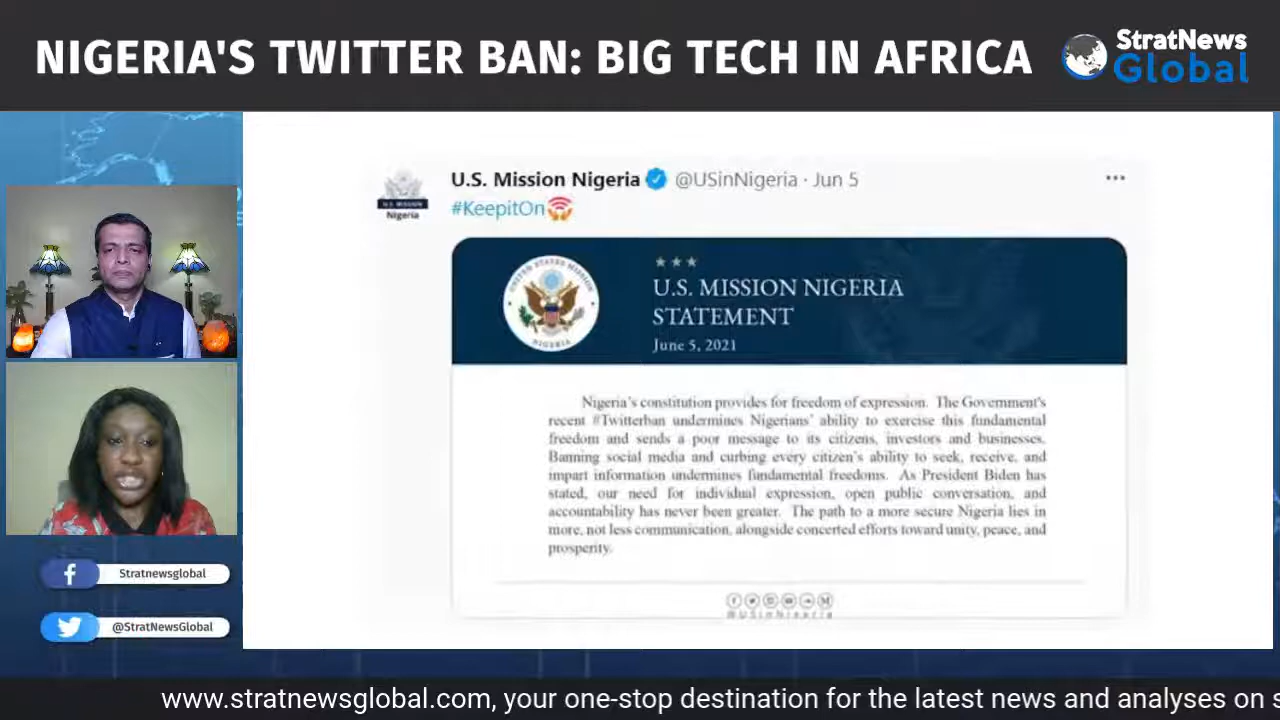 NIGERIA'S TWITTER BAN: BIG TECH IN AFRICA
StratNews
Global
U.S. Mission Nigeria @USinNigeria · Jun 5
#KeepitOn
U.S. MISSION
Nigeria
UNITED STATES MISSION
NIGERIA
U.S. MISSION NIGERIA
STATEMENT
June 5, 2021
Nigeria's constitution provides for freedom of expression. The Government's
recent #Twitterban undermines Nigerians' ability to exercise this fundamental
freedom and sends a poor message to its citizens, investors and businesses.
Banning social media and curbing every citizen's ability to seek, receive, and
impart information undermines fundamental freedoms. As President Biden has
stated, our need for individual expression, open public conversation, and
accountability has never been greater. The path to a more secure Nigeria lies in
more, not less communication, alongside concerted efforts toward unity, peace, and
prosperity.
@USinNigeria
Stratnewsglobal
@StratNewsGlobal
www.stratnewsglobal.com, your one-stop destination for the latest news and analyses on s